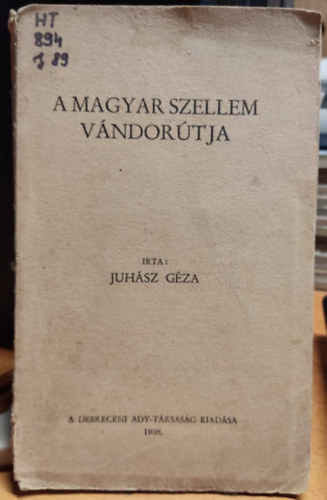 HT
894
J 89
A MAGYAR SZELLEM
VÁNDORÚTJA
IRTA:
JUHÁSZ GÉZA
A DEBRECENI ADY-TÁRSASÁG KIADÁSA
1938.